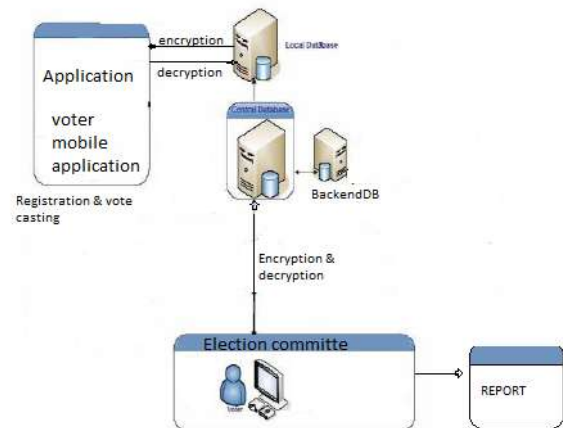 encryption
Local Database
decryption
Application
voter
mobile
application
Central Database
BackendDB
Registration & vote
casting
Encryption &
decryption
Election committe
Voter
REPORT